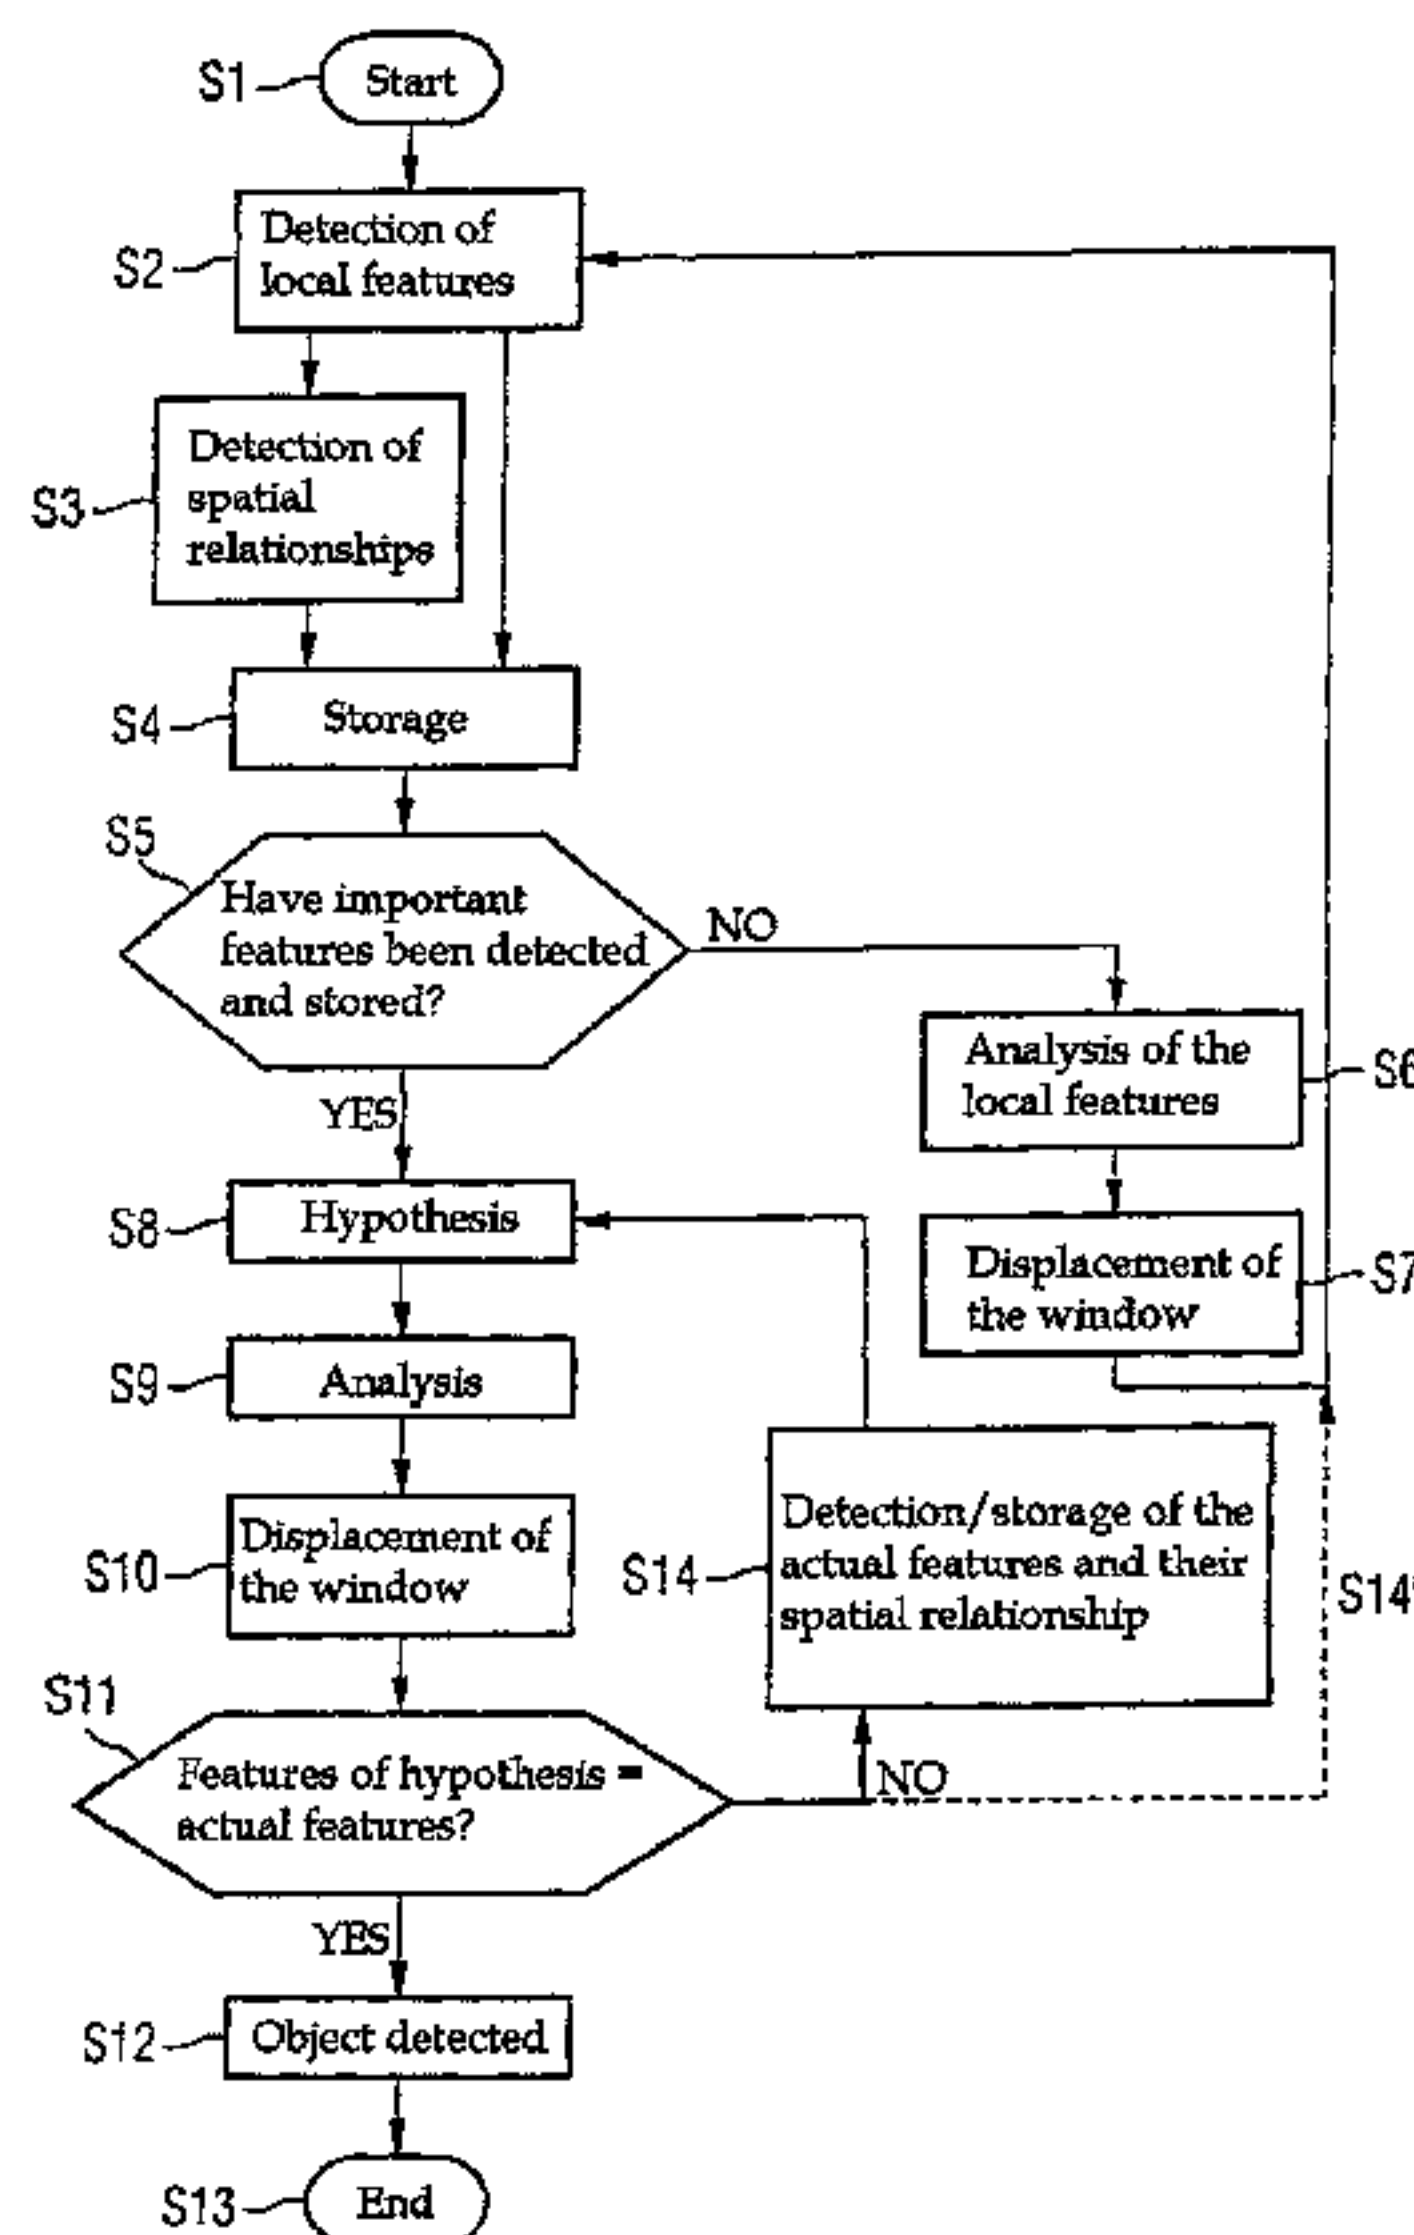 S1
Start
S2
Detection of
local features
S3
Detection of
spatial
relationships
S4
Storage
S5
Have important
features been detected
and stored?
NO
YES
S6
Analysis of the
local features
S7
Displacement of
the window
S8
Hypothesis
S9
Analysis
S10
Displacement of
the window
S14
Detection/storage of the
actual features and their
spatial relationship
S14'
S11
Features of hypothesis =
actual features?
NO
YES
S12
Object detected
S13
End